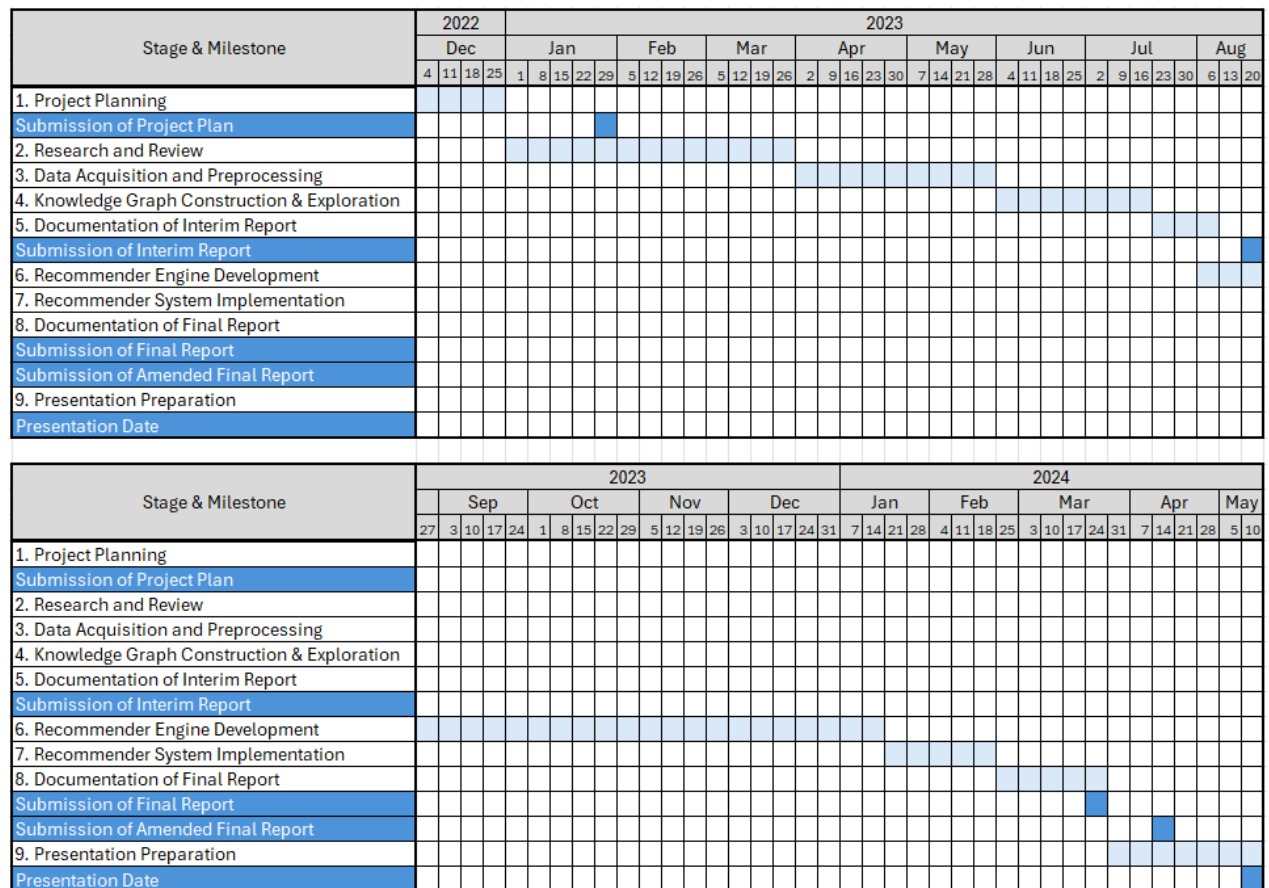 2022 2023
Stage & Milestone Dec Jan Feb Mar Apr May Jun Jul Aug
4 11 18 25 1 8 15 22 29 5 12 19 26 5 12 19 26 2 9 16 23 30 7 14 21 28 4 11 18 25 2 9 16 23 30 6 13 20
1. Project Planning
Submission of Project Plan
2. Research and Review
3. Data Acquisition and Preprocessing
4. Knowledge Graph Construction & Exploration
5. Documentation of Interim Report
Submission of Interim Report
6. Recommender Engine Development
7. Recommender System Implementation
8. Documentation of Final Report
Submission of Final Report
Submission of Amended Final Report
9. Presentation Preparation
Presentation Date
2023 2024
Stage & Milestone Sep Oct Nov Dec Jan Feb Mar Apr May
27 3 10 17 24 1 8 15 22 29 5 12 19 26 3 10 17 24 31 7 14 21 28 4 11 18 25 3 10 17 24 31 7 14 21 28 5 10
1. Project Planning
Submission of Project Plan
2. Research and Review
3. Data Acquisition and Preprocessing
4. Knowledge Graph Construction & Exploration
5. Documentation of Interim Report
Submission of Interim Report
6. Recommender Engine Development
7. Recommender System Implementation
8. Documentation of Final Report
Submission of Final Report
Submission of Amended Final Report
9. Presentation Preparation
Presentation Date